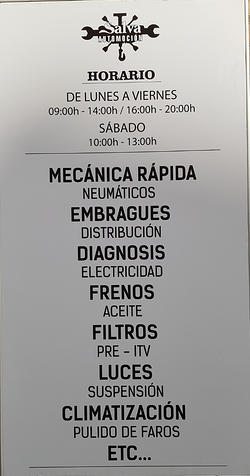 Salva
AUTOMOCIÓN
HORARIO
DE LUNES A VIERNES
09:00h - 14:00h / 16:00h - 20:00h
SÁBADO
10:00h - 13:00h
MECÁNICA RÁPIDA
NEUMÁTICOS
EMBRAGUES
DISTRIBUCIÓN
DIAGNOSIS
ELECTRICIDAD
FRENOS
ACEITE
FILTROS
PRE – ITV
LUCES
SUSPENSIÓN
CLIMATIZACIÓN
PULIDO DE FAROS
ETC...